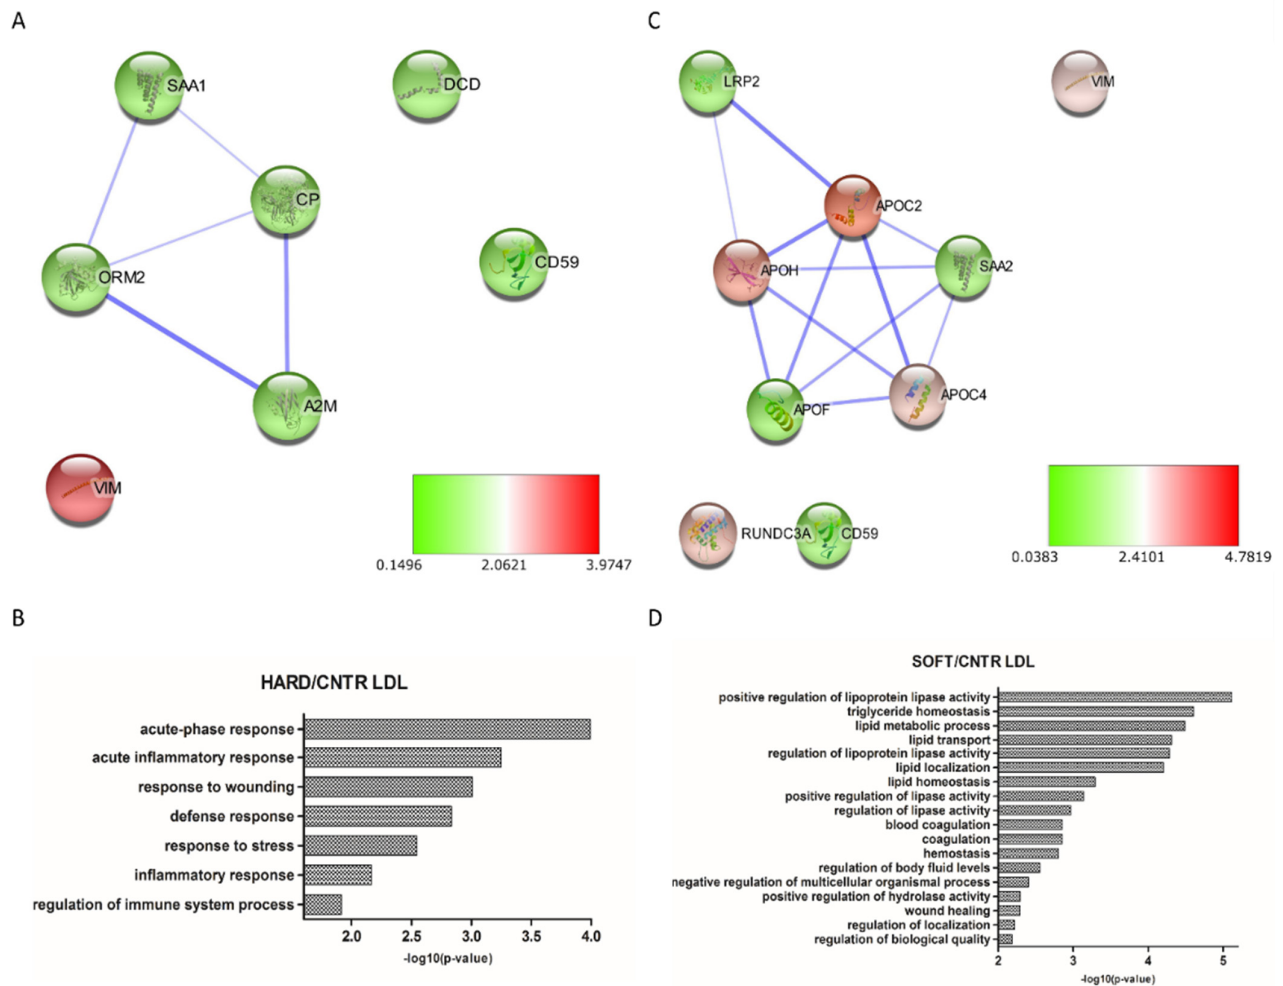 A
SAA1
DCD
CP
CD59
ORM2
A2M
VIM
0.1496
2.0621
3.9747
C
LRP2
VIM
APOC2
APOH
SAA2
APOC4
APOF
RUNDC3A
CD59
0.0383
2.4101
4.7819
B
HARD/CNTR LDL
acute-phase response
acute inflammatory response
response to wounding
defense response
response to stress
inflammatory response
regulation of immune system process
2.0 2.5 3.0 3.5 4.0
-log10(p-value)
D
SOFT/CNTR LDL
positive regulation of lipoprotein lipase activity
triglyceride homeostasis
lipid metabolic process
lipid transport
regulation of lipoprotein lipase activity
lipid localization
lipid homeostasis
positive regulation of lipase activity
regulation of lipase activity
blood coagulation
coagulation
hemostasis
regulation of body fluid levels
negative regulation of multicellular organismal process
positive regulation of hydrolase activity
wound healing
regulation of localization
regulation of biological quality
2 3 4 5
-log10(p-value)